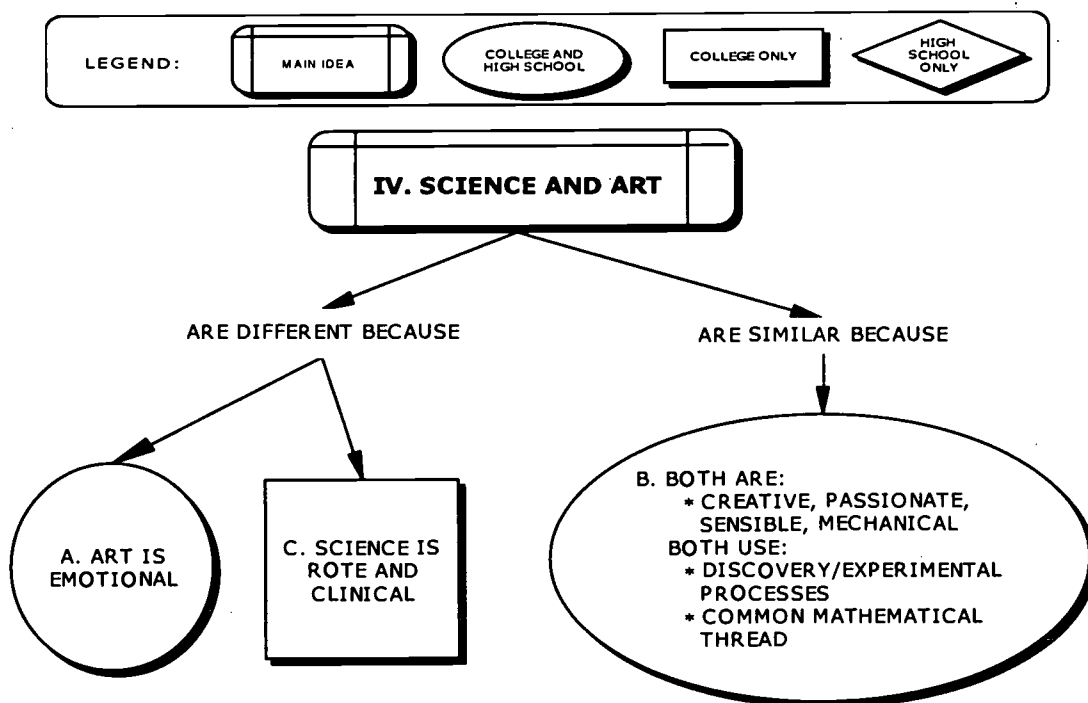 LEGEND:
MAIN IDEA
COLLEGE AND
HIGH SCHOOL
COLLEGE ONLY
HIGH
SCHOOL
ONLY
IV. SCIENCE AND ART
ARE DIFFERENT BECAUSE
ARE SIMILAR BECAUSE
A. ART IS
EMOTIONAL
C. SCIENCE IS
ROTE AND
CLINICAL
B. BOTH ARE:
* CREATIVE, PASSIONATE,
SENSIBLE, MECHANICAL
BOTH USE:
* DISCOVERY/EXPERIMENTAL
PROCESSES
* COMMON MATHEMATICAL
THREAD